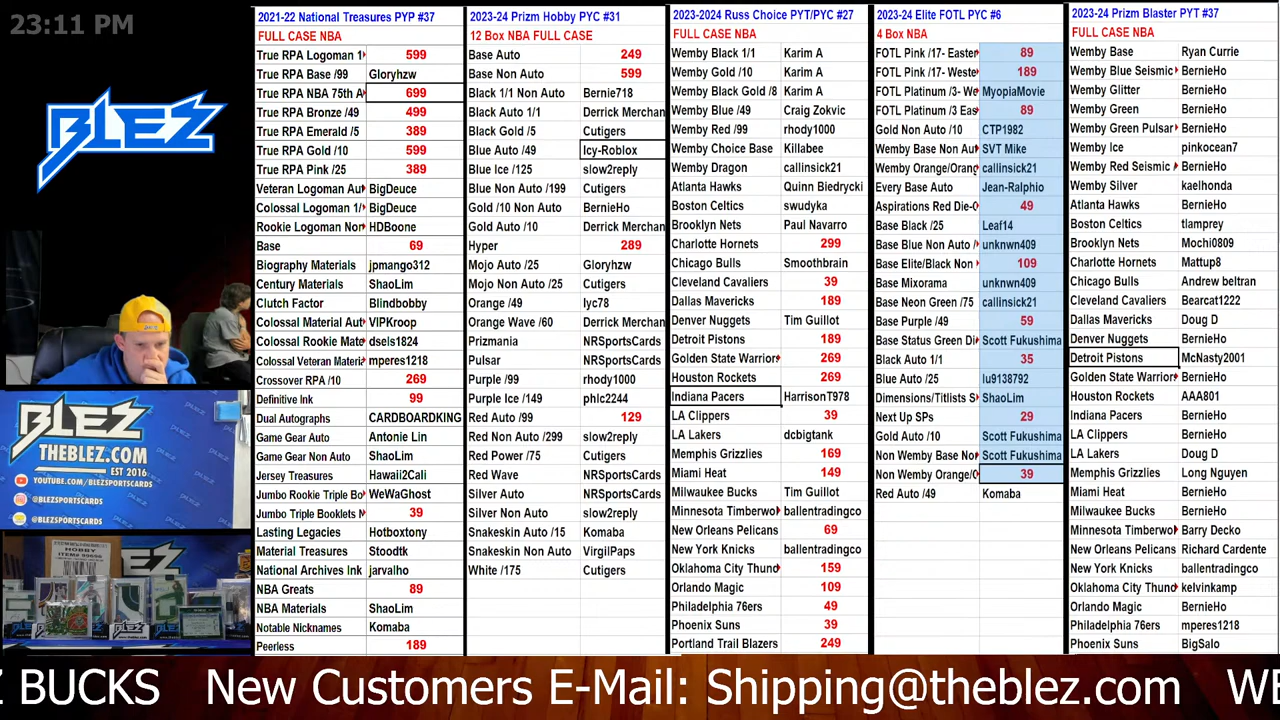 23:11 PM
BLEZ
BLEZ
THEBLEZ.COM
EST 2016
YOUTUBE.COM/BLEZSPORTSCARDS
@BLEZSPORTSCARDS
@BLEZSPORTSCARDS
HOBBY
2021-22 National Treasures PYP #37
FULL CASE NBA
True RPA Logoman 1 599
True RPA Base /99 Gloryhzw
True RPA NBA 75th A 699
True RPA Bronze /49 499
True RPA Emerald /5 389
True RPA Gold /10 599
True RPA Pink /25 389
Veteran Logoman Au BigDeuce
Colossal Logoman 1/ BigDeuce
Rookie Logoman Nor HDBoone
Base 69
Biography Materials jpmango312
Century Materials ShaoLim
Clutch Factor Blindbobby
Colossal Material Aut VIPKroop
Colossal Rookie Mate dsels1824
Colossal Veteran Materi mperes1218
Crossover RPA /10 269
Definitive Ink 99
Dual Autographs CARDBOARDKING
Game Gear Auto Antonie Lin
Game Gear Non Auto ShaoLim
Jersey Treasures Hawaii2Cali
Jumbo Rookie Triple Bo WeWaGhost
Jumbo Triple Booklets N 39
Lasting Legacies Hotboxtony
Material Treasures Stoodtk
National Archives Ink jarvalho
NBA Greats 89
NBA Materials ShaoLim
Notable Nicknames Komaba
Peerless 189
2023-24 Prizm Hobby PYC #31
12 Box NBA FULL CASE
Base Auto 249
Base Non Auto 599
Black 1/1 Non Auto Bernie718
Black Auto 1/1 Derrick Merchan
Black Gold /5 Cutigers
Blue Auto /49 Icy-Roblox
Blue Ice /125 slow2reply
Blue Non Auto /199 Cutigers
Gold /10 Non Auto BernieHo
Gold Auto /10 Derrick Merchan
Hyper 289
Mojo Auto /25 Gloryhzw
Mojo Non Auto /25 Cutigers
Orange /49 lyc78
Orange Wave /60 Derrick Merchan
Prizmania NRSportsCards
Pulsar NRSportsCards
Purple /99 rhody1000
Purple Ice /149 phlc2244
Red Auto /99 129
Red Non Auto /299 slow2reply
Red Power /75 Cutigers
Red Wave NRSportsCards
Silver Auto NRSportsCards
Silver Non Auto slow2reply
Snakeskin Auto /15 Komaba
Snakeskin Non Auto VirgilPaps
White /175 Cutigers
2023-2024 Russ Choice PYT/PYC #27
FULL CASE NBA
Wemby Black 1/1 Karim A
Wemby Gold /10 Karim A
Wemby Black Gold /8 Karim A
Wemby Blue /49 Craig Zokvic
Wemby Red /99 rhody1000
Wemby Choice Base Killabee
Wemby Dragon callinsick21
Atlanta Hawks Quinn Biedrycki
Boston Celtics swudyka
Brooklyn Nets Paul Navarro
Charlotte Hornets 299
Chicago Bulls Smoothbrain
Cleveland Cavaliers 39
Dallas Mavericks 189
Denver Nuggets Tim Guillot
Detroit Pistons 189
Golden State Warrior 269
Houston Rockets 269
Indiana Pacers HarrisonT978
LA Clippers 39
LA Lakers dcbigtank
Memphis Grizzlies 169
Miami Heat 149
Milwaukee Bucks Tim Guillot
Minnesota Timberwo ballentradingco
New Orleans Pelicans 69
New York Knicks ballentradingco
Oklahoma City Thunc 159
Orlando Magic 109
Philadelphia 76ers 49
Phoenix Suns 39
Portland Trail Blazers 249
2023-24 Elite FOTL PYC #6
4 Box NBA
FOTL Pink /17- Easter 89
FOTL Pink /17- Weste 189
FOTL Platinum /3- We MyopiaMovie
FOTL Platinum /3 Eas 89
Gold Non Auto /10 CTP1982
Wemby Base Non Au SVT Mike
Wemby Orange/Oran callinsick21
Every Base Auto Jean-Ralphio
Aspirations Red Die-C 49
Base Black /25 Leaf14
Base Blue Non Auto / unknwn409
Base Elite/Black Non 109
Base Mixorama unknwn409
Base Neon Green /75 callinsick21
Base Purple /49 59
Base Status Green Di Scott Fukushima
Black Auto 1/1 35
Blue Auto /25 lu9138792
Dimensions/Titlists S ShaoLim
Next Up SPs 29
Gold Auto /10 Scott Fukushima
Non Wemby Base No Scott Fukushima
Non Wemby Orange/O 39
Red Auto /49 Komaba
2023-24 Prizm Blaster PYT #37
FULL CASE NBA
Wemby Base Ryan Currie
Wemby Blue Seismic BernieHo
Wemby Glitter BernieHo
Wemby Green BernieHo
Wemby Green Pulsar BernieHo
Wemby Ice pinkocean7
Wemby Red Seismic BernieHo
Wemby Silver kaelhonda
Atlanta Hawks BernieHo
Boston Celtics tlamprey
Brooklyn Nets Mochi0809
Charlotte Hornets Mattup8
Chicago Bulls Andrew beltran
Cleveland Cavaliers Bearcat1222
Dallas Mavericks Doug D
Denver Nuggets BernieHo
Detroit Pistons McNasty2001
Golden State Warrior BernieHo
Houston Rockets AAA801
Indiana Pacers BernieHo
LA Clippers BernieHo
LA Lakers Doug D
Memphis Grizzlies Long Nguyen
Miami Heat BernieHo
Milwaukee Bucks BernieHo
Minnesota Timberwo Barry Decko
New Orleans Pelicans Richard Cardente
New York Knicks ballentradingco
Oklahoma City Thunc kelvinkamp
Orlando Magic BernieHo
Philadelphia 76ers mperes1218
Phoenix Suns BigSalo
Z BUCKS New Customers E-Mail: Shipping@theblez.com WE